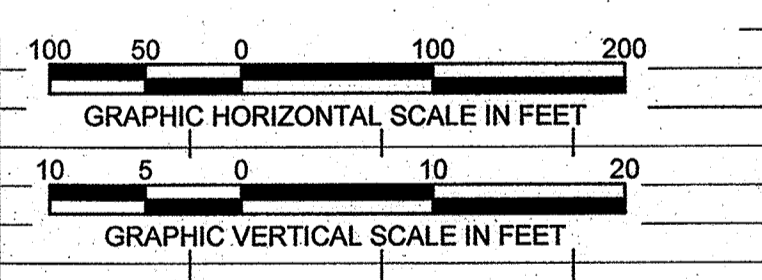 100 50 0 100 200
GRAPHIC HORIZONTAL SCALE IN FEET
10 5 0 10 20
GRAPHIC VERTICAL SCALE IN FEET